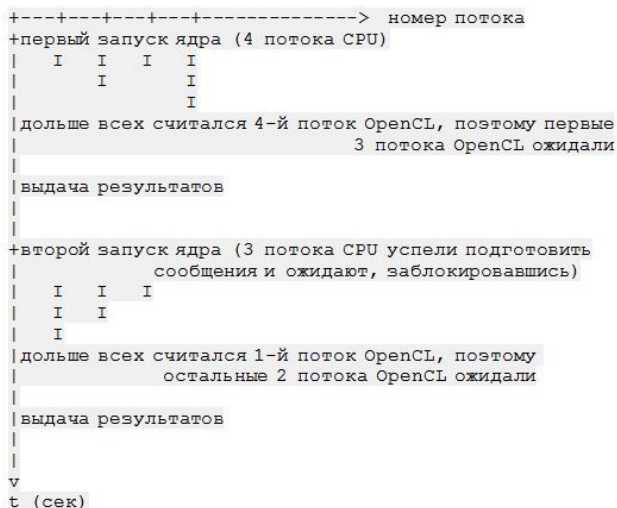 +---+---+---+---+--------------> номер потока
+первый запуск ядра (4 потока CPU)
|   I   I   I   I
|       I       I
|               I
|дольше всех считался 4-й поток OpenCL, поэтому первые
|                              3 потока OpenCL ожидали
|
|выдача результатов
|
|
+второй запуск ядра (3 потока CPU успели подготовить
|            сообщения и ожидают, заблокировавшись)
|   I   I   I
|   I   I
|   I
|дольше всех считался 1-й поток OpenCL, поэтому
|             остальные 2 потока OpenCL ожидали
|
|выдача результатов
|
|
v
t (сек)